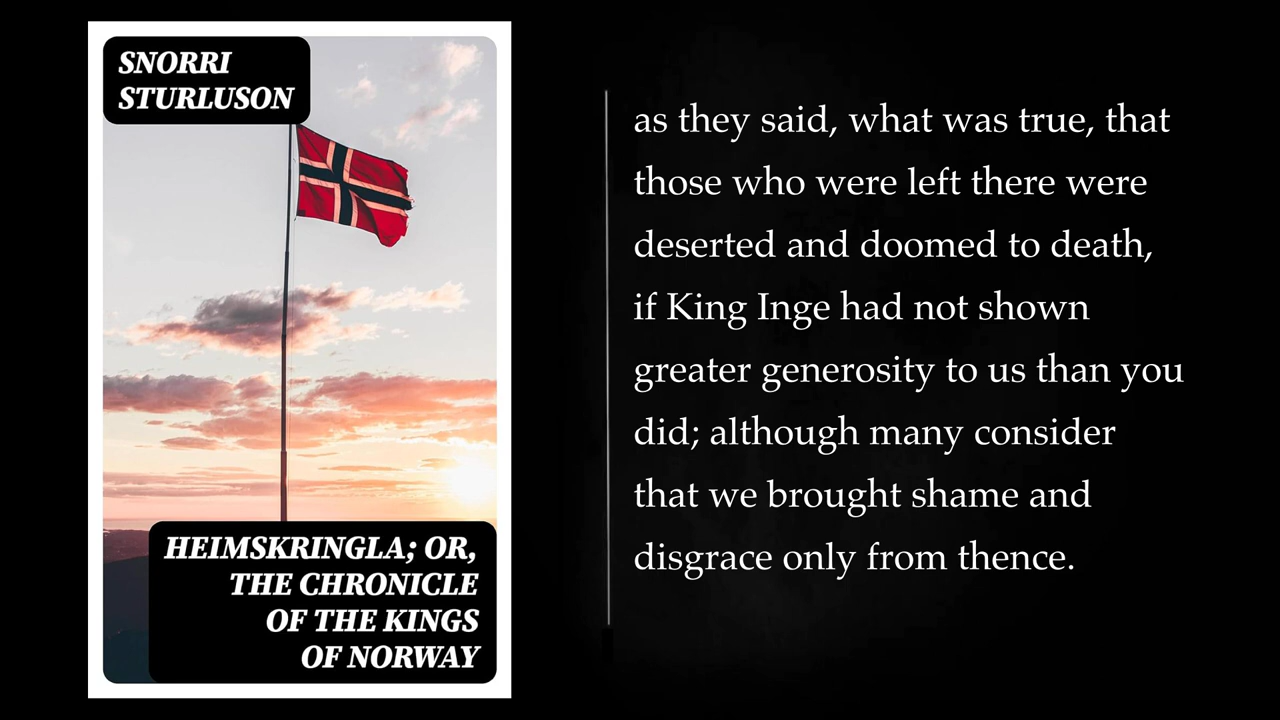 SNORRI
STURLUSON
HEIMSKRINGLA; OR,
THE CHRONICLE
OF THE KINGS
OF NORWAY
as they said, what was true, that
those who were left there were
deserted and doomed to death,
if King Inge had not shown
greater generosity to us than you
did; although many consider
that we brought shame and
disgrace only from thence.